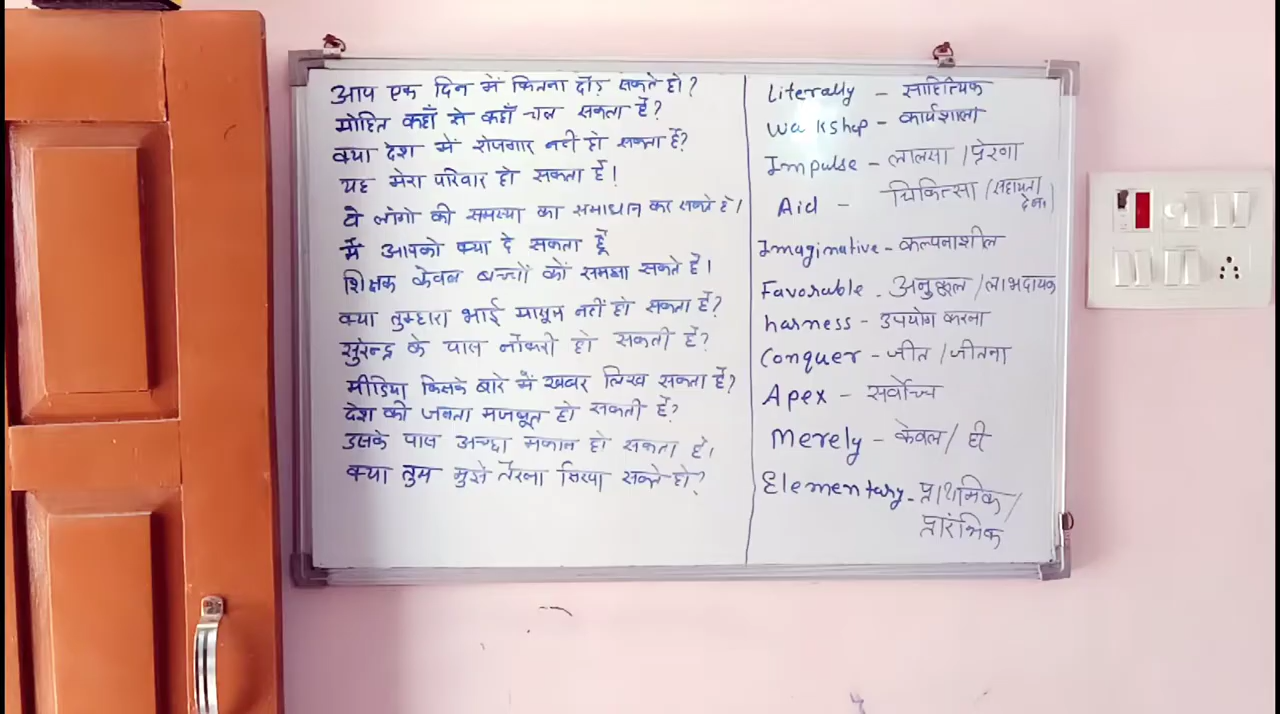 आप एक दिन में कितना दौड़ सकते हो?
मोहित कहाँ से कहाँ चल सकता हैं?
क्या देश में रोजगार नहीं हो सकता हैं?
यह मेरा परिवार हो सकता हैं!
वे लोगो की समस्या का समाधान कर सकते है।
मैं आपको क्या दे सकता हूँ
शिक्षक केवल बच्चों कों समझा सकते हैं।
क्या तुम्हारा भाई मासूम नहीं हो सकता हैं?
सुरेन्द्र के पास नौकरी हो सकती हैं?
मीडिया किसके बारे में खबर लिख सकता हैं?
देश की जनता मजबूत हो सकती हैं?
उसके पास अच्छा मकान हो सकता हैं।
क्या तुम मुझे तैरना सिखा सकते हो?
Literally – साहित्यिक
Workshop – कार्यशाला
Impulse – लालसा / प्रेरणा
Aid – चिकित्सा (सहायता
देना)
Imaginative – कल्पनाशील
Favorable - अनुकूल / लाभदायक
harness – उपयोग करना
Conquer – जीत / जीतना
Apex – सर्वोच्च
Merely – केवल / ही
Elementary - प्राथमिक /
प्रारंभिक